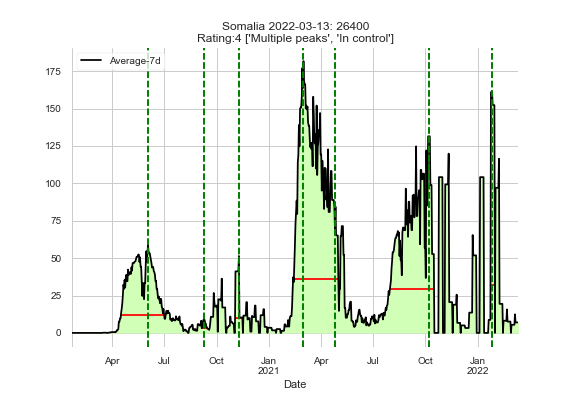 Somalia 2022-03-13: 26400
Rating:4 ['Multiple peaks', 'In control']
Average-7d
175
150
125
100
75
50
25
0
Apr Jul Oct Jan Apr Jul Oct Jan
2021 2022
Date